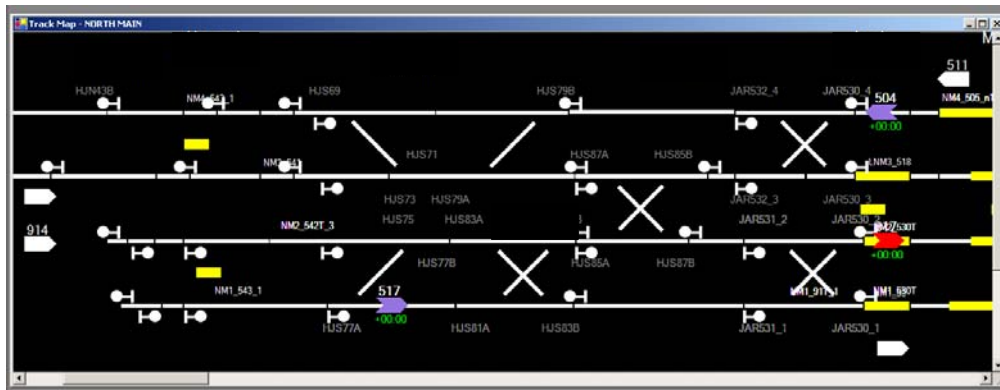 Track Map - NORTH MAIN
M
511
HJN43B
HJS69
HJS79B
JAR532_4
JAR530_4
504
+00:00
HJS71
HJS87A
HJS85B
LNM3_518
HJS73
HJS79A
JAR532_3
JAR530_3
914
NM2_542T_3
HJS75
HJS83A
JAR531_2
+00:00
HJS77B
HJS85A
HJS87B
NM1_543_1
517
+00:00
HJS77A
HJS81A
HJS83B
JAR531_1
JAR530_1